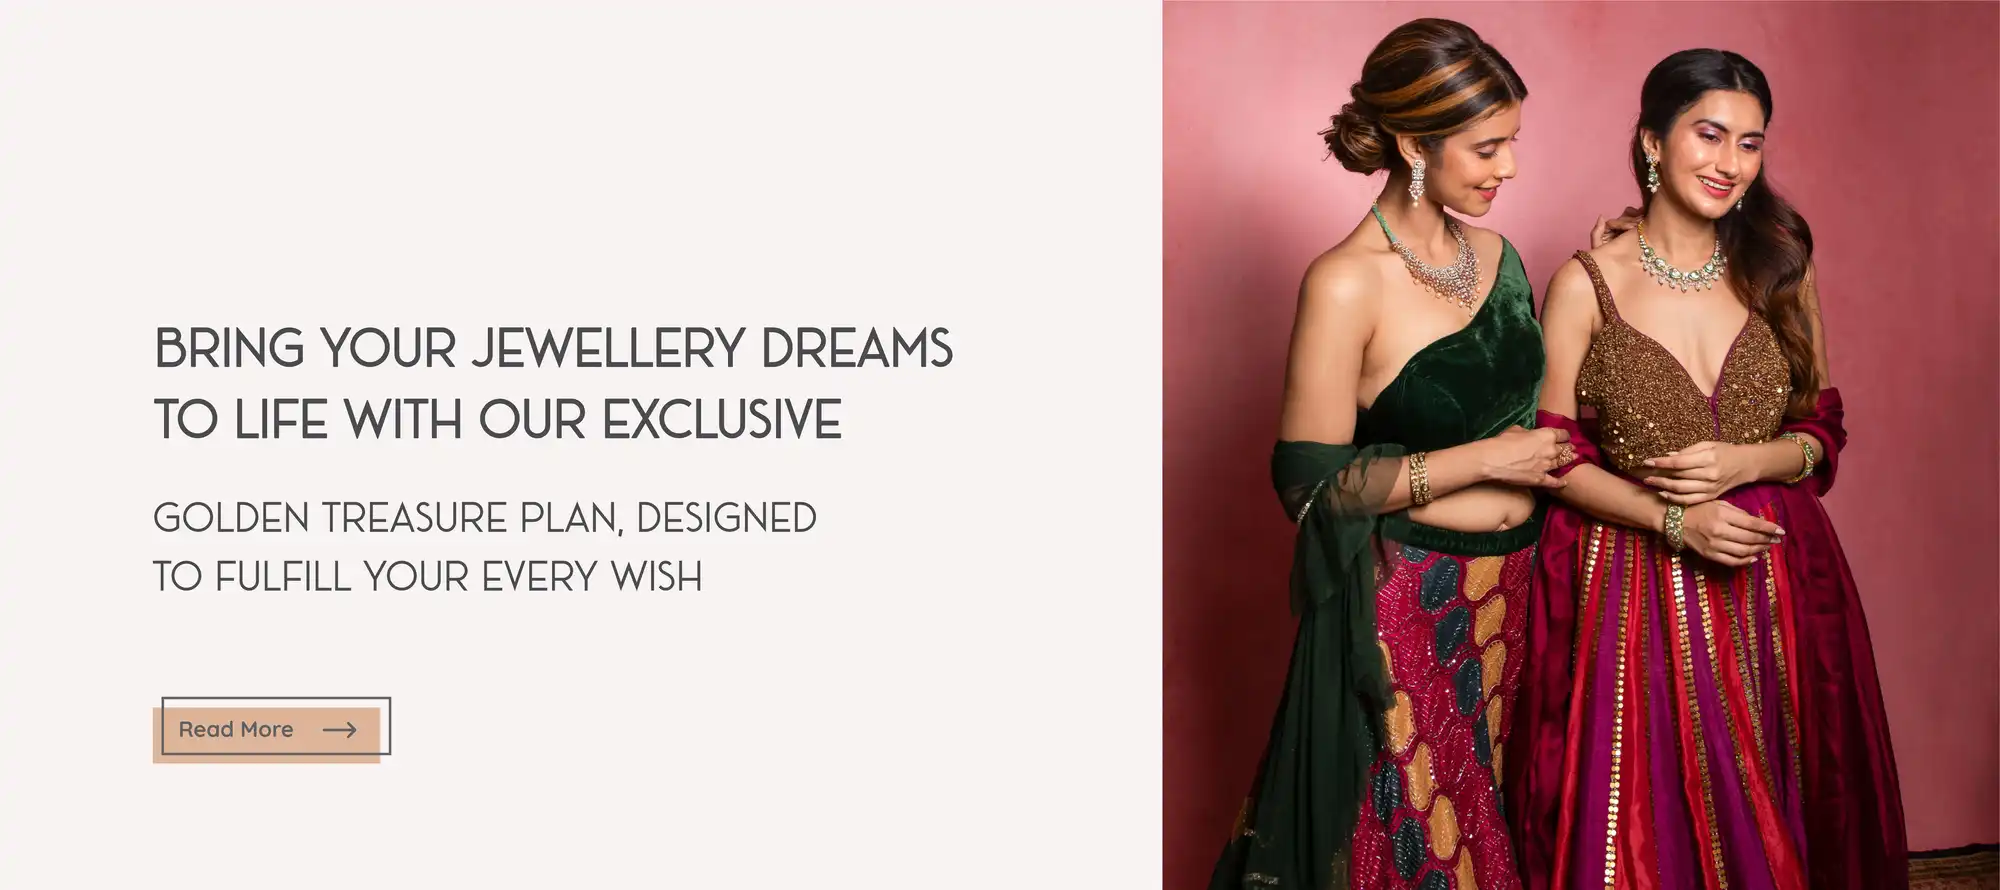 BRING YOUR JEWELLERY DREAMS
TO LIFE WITH OUR EXCLUSIVE
GOLDEN TREASURE PLAN, DESIGNED
TO FULFILL YOUR EVERY WISH
Read More